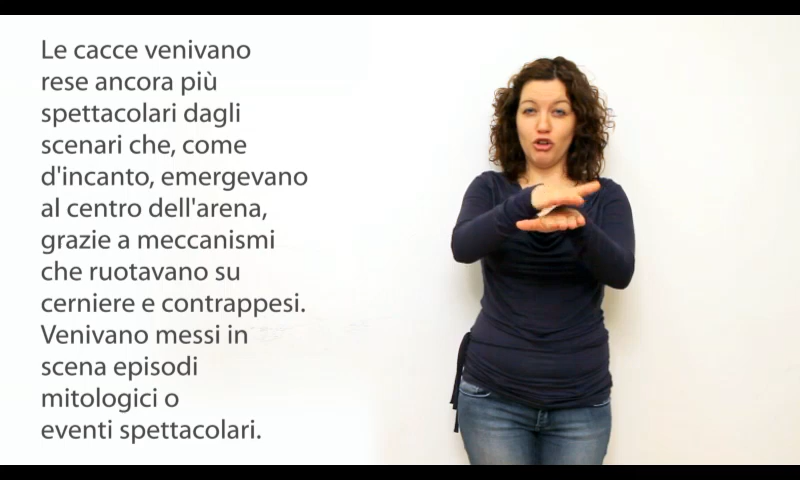 Le cacce venivano
rese ancora più
spettacolari dagli
scenari che, come
d'incanto, emergevano
al centro dell'arena,
grazie a meccanismi
che ruotavano su
cerniere e contrappesi.
Venivano messi in
scena episodi
mitologici o
eventi spettacolari.